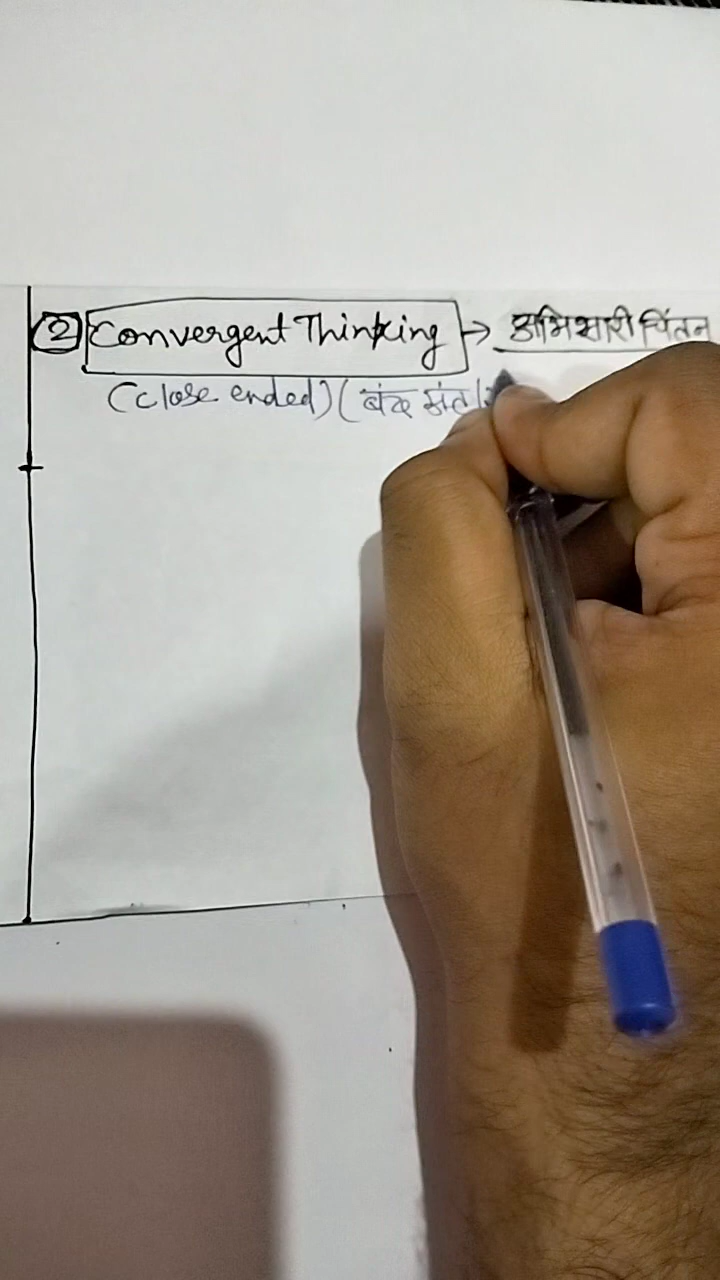 ② Convergent Thinking → अभिसारी चिंतन
(close ended) (बंद अंत